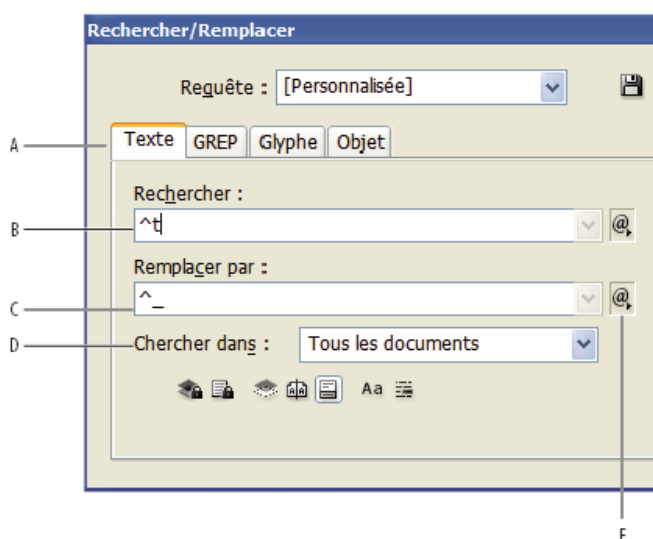 Rechercher/Remplacer
Requête : [Personnalisée]
A Texte GREP Glyphe Objet
Rechercher :
B ^t @
Remplacer par :
C ^_ @
D Chercher dans : Tous les documents
Aa